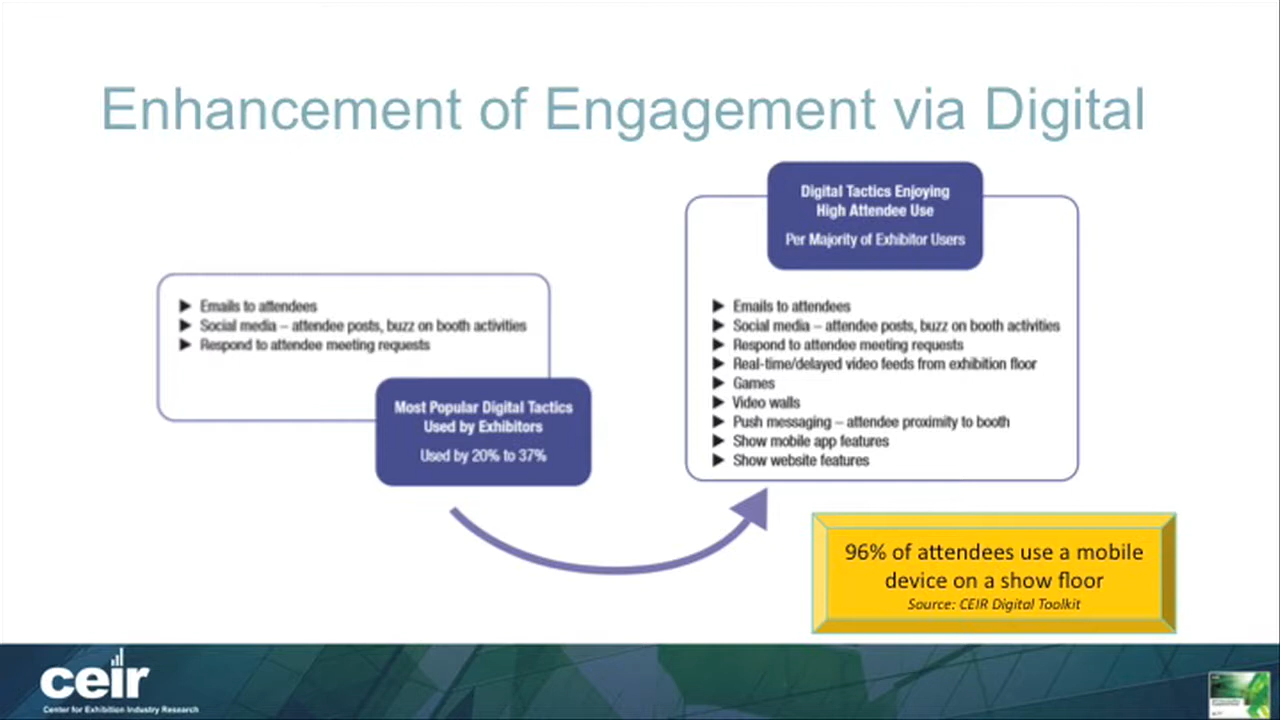 Enhancement of Engagement via Digital
Emails to attendees
Social media – attendee posts, buzz on booth activities
Respond to attendee meeting requests
Most Popular Digital Tactics
Used by Exhibitors
Used by 20% to 37%
Digital Tactics Enjoying
High Attendee Use
Per Majority of Exhibitor Users
Emails to attendees
Social media – attendee posts, buzz on booth activities
Respond to attendee meeting requests
Real-time/delayed video feeds from exhibition floor
Games
Video walls
Push messaging – attendee proximity to booth
Show mobile app features
Show website features
96% of attendees use a mobile
device on a show floor
Source: CEIR Digital Toolkit
ceir
Center for Exhibition Industry Research